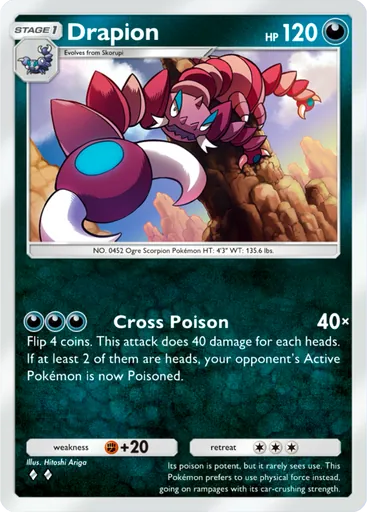 STAGE 1 Drapion HP 120
Evolves from Skorupi
NO. 0452 Ogre Scorpion Pokémon HT: 4'3" WT: 135.6 lbs.
Cross Poison 40×
Flip 4 coins. This attack does 40 damage for each heads.
If at least 2 of them are heads, your opponent's Active
Pokémon is now Poisoned.
weakness +20 retreat
Illus. Hitoshi Ariga
Its poison is potent, but it rarely sees use. This
Pokémon prefers to use physical force instead,
going on rampages with its car-crushing strength.